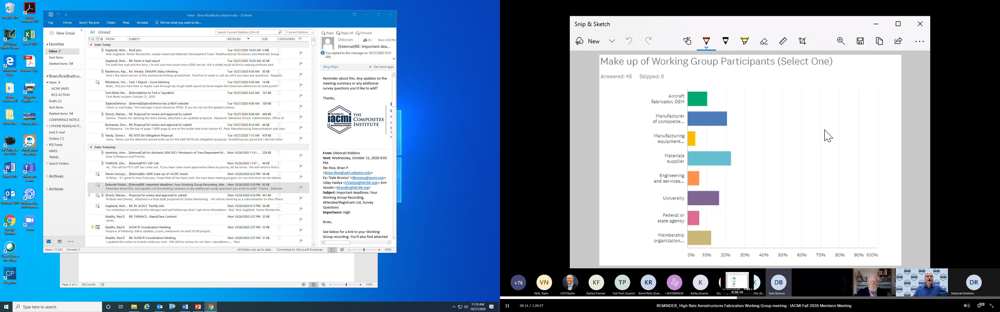 Recycle Bin
Adobe Acrobat 2017
3D Vision Photo Viewer
Excel 2016
Microsoft Edge
Defense-Sy...
Adobe Acrobat XI
Shop for Supplies - ...
Work Files
curran_place
HP OfficeJet Pro 8710
RingCentral Meetings
Word 2016
Microsoft Teams
Outlook 2016
Malwareby... Anti-Ranso...
Google Chrome
Zoom
Cisco Webex Meetings
CP
Cospoint
Inbox - Brian.Rice@udri.udayton.edu - Outlook
File Home Send / Receive Folder View Acrobat Tell me what you want to do...
New Email
Favorites
Inbox 2
Sent Items
Deleted Items 54
Brian.Rice@udri.u...
Inbox 2
IACMI SAVES
RICE ACTION
Drafts [2]
Sent Items
Deleted Items 54
CONFERENCE NOTICE
I-PHONE READS/ACTI...
Junk E-mail
Outbox [1]
RSS Feeds
SAVES
TRAVEL
Search Folders
Archives
Archives
All Unread
Search Current Mailbox (Ctrl+E) Current Mailbox
FROM SUBJECT RECEIVED SIZE CATEGORIES
Date: Today
Gagliardi, Nich... Roof pics Tue 10/27/2020 10:43 AM 5 MB
Nick Gagliardi Senior Researcher, Leader-Advanced Materials Development Team Multifunctional Structures and Materials Group
Gagliardi, Nich... RE: Demo 4 Sept report Tue 10/27/2020 10:29 AM 82 KB
For both the roof and the door, I'm not sure how much more UDRI can do. We're pretty much at Enrico making preforms and
Rawlinson, Ray... Re: Weekly DMAAPS Status Meeting Tue 10/27/2020 9:39 AM 93 KB
Here's the latest version of the mechanical testing spreadsheet. Feel free to email or call my cell if you have any questions. Regards,
Pfledderer, Chr... Task 1 Report - Zoom Meeting Tue 10/27/2020 9:39 AM 14 KB
Brian, Did you have time so maybe scan through my rough draft report via Zoom maybe like tomorrow afternoon at some point? I
Tech Briefs Me... [External]How to Test a 'Squidbot' Tue 10/27/2020 9:22 AM 101 KB
Tech Briefs Insiders October 27, 2020
DaytonDefense [External]DaytonDefense has a NEW website! Tue 10/27/2020 9:00 AM 100 KB
Check us out today! This message is best viewed as HTML. If you do not see the graphics below,
Shreck, Marian... RE: Proposal for review and approval to submit Tue 10/27/2020 8:48 AM 449 KB
Dennis, Thanks for catching the items below, attached is an updated proposal. Marianne Marianne Shreck Administrator, Office of
Buchanan, Den... RE: Proposal for review and approval to submit Tue 10/27/2020 8:14 AM 46 KB
Hi Marianne, On the top of page 7 (PDF page 8) one of the bullet item from section #7, Parts Manufacturing Demonstration spill over.
Hardy, Gloria J RE: M7D De-Obligation Proposal Tue 10/27/2020 7:13 AM 479 KB
Anna, Please use the attached revised write-up for the A&P (M7D) de-obligation proposal. Everything was good but I did not show
Date: Yesterday
Amirkhizi, Alire... [External]Call for Abstracts SEM 2021: Mechanics of Time-Dependent M... Mon 10/26/2020 11:51 ... 228 KB
Dear Colleagues and Friends,
TANDON, GYA... [External]FY21 LDF Call Mon 10/26/2020 11:07 ... 48 KB
All, The call for FY21 LDF has come out. If you have some novel approaches/ideas to pursue, let me know.. We will need to find a
Steven Senczys... [External]Re: UDRI Scale-up of VACNT sheets Mon 10/26/2020 6:23 PM 56 KB
Hi Brian, It's great to hear from you, I hope that all has been well. We have been making progress on our end since we last talked,
Deborah Robbi... [External]RE: Important deadlines: Your Working Group Recording, Atte... Mon 10/26/2020 5:30 PM 62 KB
Reminder about this. Any updates on the meeting summary or any additional survey questions you'd like to add? Thanks, Deborah
Shreck, Marian... Proposal for review and approval to submit Mon 10/26/2020 4:24 PM 441 KB
Hi Brian and Dennis, Attached is a final draft proposal for Globe Machining. We will be servicing as a subcontractor on their Phase
Gagliardi, Nich... RE: RC at DCC Facility info Mon 10/26/2020 4:13 PM 36 KB
I've contacted on vendor on the nitrogen and will follow-up when I get more information. Nick Nick Gagliardi Senior Researcher,
Kladitis, Paul E RE: TARMACS - RapidClave Contract Mon 10/26/2020 2:57 PM 32 KB
Gents,
Kladitis, Paul E IACMI PI Coordination Meeting Mon 10/26/2020 2:57 PM 33 KB
Purpose of Meeting: status updates, issues, manpower on each IACMI project:
Kladitis, Paul E RE: IACMI PI Coordination Meeting Mon 10/26/2020 2:57 PM 31 KB
I updated the notes to include what you sent. Will still be curious to see Sam's calculations..... Paul
Reply Reply All Forward
Deborah 3 Mon 5:30 PM
[External]RE: Important dea...
You replied to this message on 10/27/2020 10:51 AM.
Bing Maps + Get more apps
Reminder about this. Any updates on the
meeting summary or any additional
survey questions you'd like to add?
Thanks,
The Institute for
iacmi
Advanced Composites Manufacturing Innovation
THE COMPOSITES INSTITUTE
From: Deborah Robbins
Sent: Wednesday, October 21, 2020 4:55
PM
To: Rice, Brian P
<Brian.Rice@udri.udayton.edu>
Cc: 'Dale Brosius' <dbrosius@iacmi.org>;
Uday Vaidya <UVaidya@IACMI.org>; Kim
Hoodin <khoodin@IACMI.org>
Subject: Important deadlines: Your
Working Group Recording,
Attendee/Registrant List, Survey
Questions
Importance: High
Brian,
See below for a link to your Working
Group recording. You'll also find attached
Items: 17,392 Unread: 2 All folders are up to date. Connected to: Microsoft Exchange 100%
Page 2 of 2 363 words 130%
Type here to search
11:18 AM
10/27/2020
Snip & Sketch
New
Make up of Working Group Participants (Select One)
Answered: 48 Skipped: 0
Aircraft fabricator, OEM
Manufacturer of composite...
Manufacturing equipment...
Materials supplier
Engineering and services...
University
Federal or state agency
Membership organization...
0% 10% 20% 30% 40% 50% 60% 70% 80% 90% 100%
+76 VN KF TP KR K DB DR
NLN, Vipin Cliff Eberle Kaitlyn Farmer Ted Pratt (Guest) Kevin Retz (Gue... +19376840939 Kathy (Guest) Dale Brosius Deborah Robbins
0:38:10
38:14 / 1:20:27
REMINDER_ High Rate Aerostructures Fabrication Working Group meeting - IACMI Fall 2020 Members Meeting